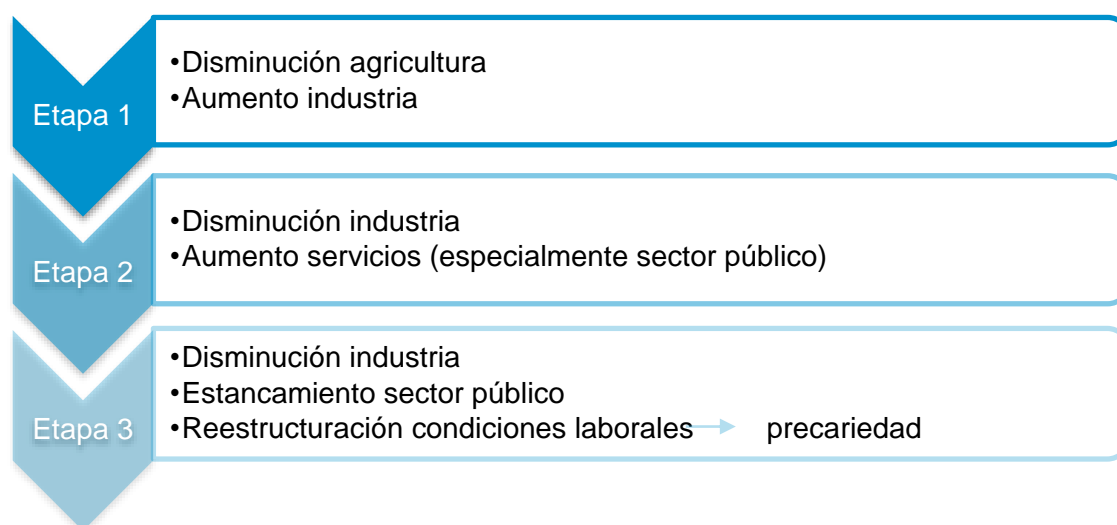 Etapa 1
•Disminución agricultura
•Aumento industria
Etapa 2
•Disminución industria
•Aumento servicios (especialmente sector público)
Etapa 3
•Disminución industria
•Estancamiento sector público
•Reestructuración condiciones laborales precariedad